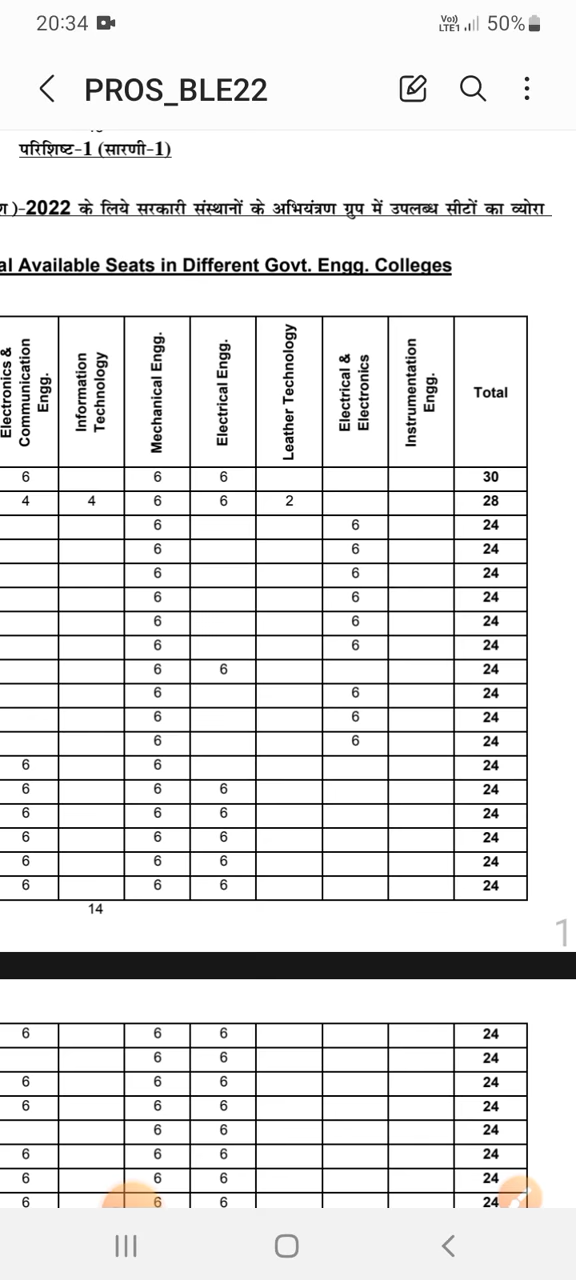 20:34 Vo)) LTE1 50%
PROS_BLE22
परिशिष्ट-1 (सारणी-1)
)-2022 के लिये सरकारी संस्थानों के अभियंत्रण ग्रुप में उपलब्ध सीटों का व्योरा
al Available Seats in Different Govt. Engg. Colleges
Electronics & Communication Engg. Information Technology Mechanical Engg. Electrical Engg. Leather Technology Electrical & Electronics Instrumentation Engg. Total
6 6 6 30
4 4 6 6 2 28
6 6 24
6 6 24
6 6 24
6 6 24
6 6 24
6 6 24
6 6 24
6 6 24
6 6 24
6 6 24
6 6 24
6 6 6 24
6 6 6 24
6 6 6 24
6 6 6 24
6 6 6 24
14
1
6 6 6 24
6 6 24
6 6 6 24
6 6 6 24
6 6 24
6 6 6 24
6 6 6 24
6 6 6 24